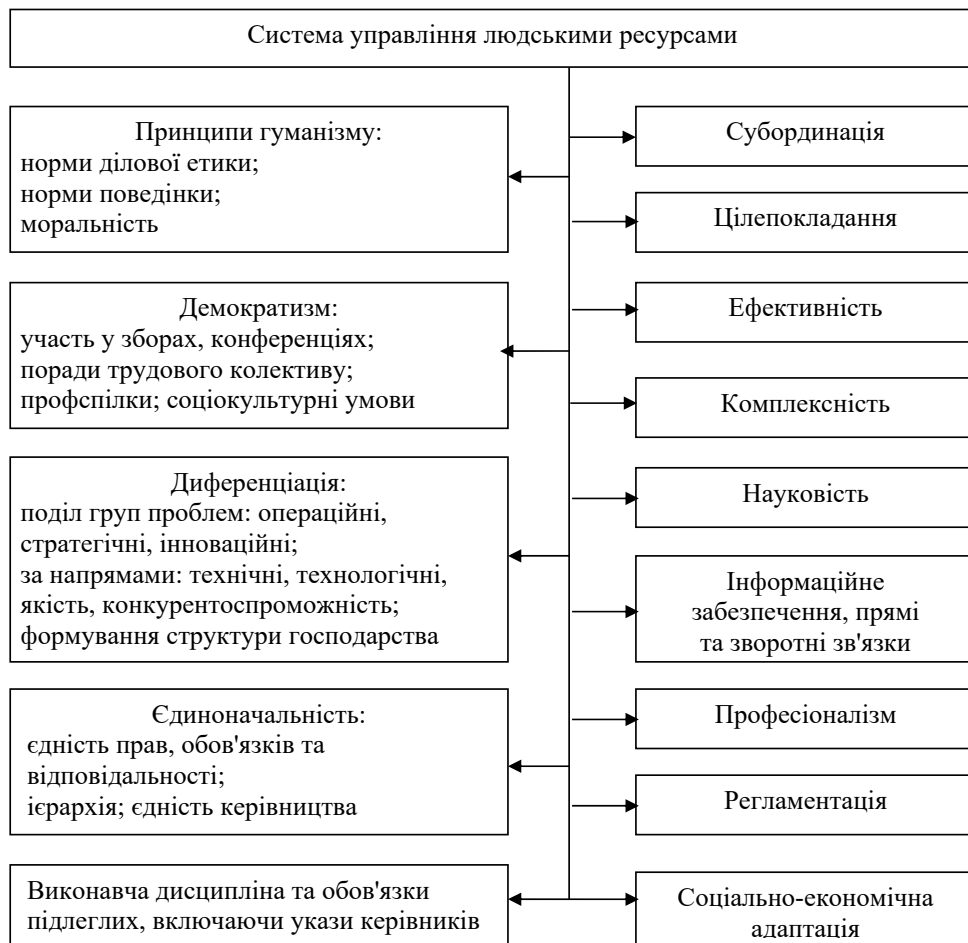 Система управління людськими ресурсами
Принципи гуманізму:
норми ділової етики;
норми поведінки;
моральність
Демократизм:
участь у зборах, конференціях;
поради трудового колективу;
профспілки; соціокультурні умови
Диференціація:
поділ груп проблем: операційні,
стратегічні, інноваційні;
за напрямами: технічні, технологічні,
якість, конкурентоспроможність;
формування структури господарства
Єдиноначальність:
єдність прав, обов'язків та
відповідальності;
ієрархія; єдність керівництва
Виконавча дисципліна та обов'язки
підлеглих, включаючи укази керівників
Субординація
Цілепокладання
Ефективність
Комплексність
Науковість
Інформаційне
забезпечення, прямі
та зворотні зв'язки
Професіоналізм
Регламентація
Соціально-економічна
адаптація